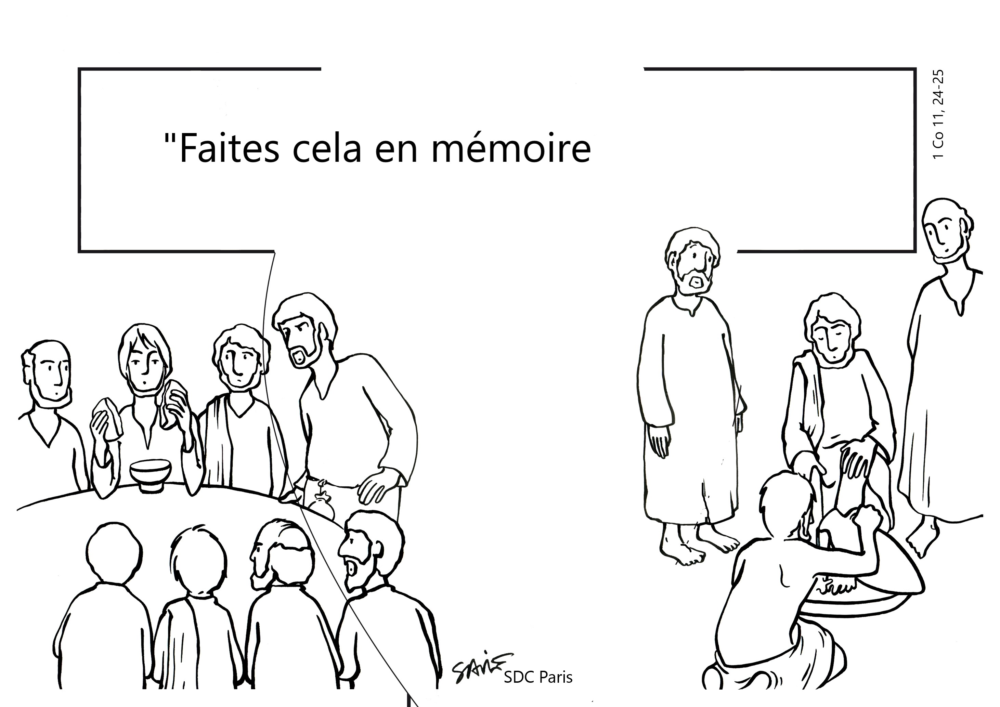 "Faites cela en mémoire
1 Co 11, 24-25
SDC Paris